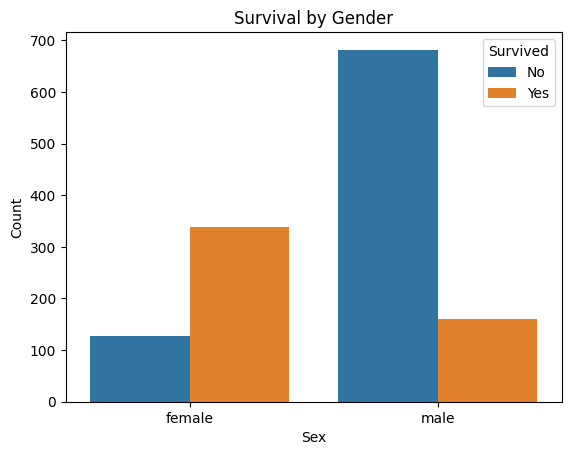 Survival by Gender
Survived
No
Yes
700
600
500
400
300
200
100
0
Count
female
male
Sex